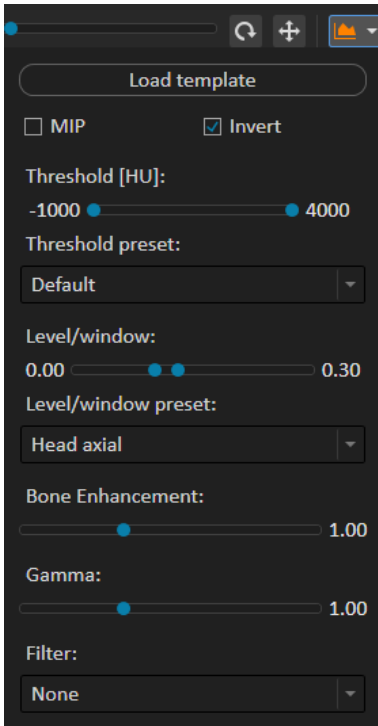 Load template
MIP Invert
Threshold [HU]:
-1000 4000
Threshold preset:
Default
Level/window:
0.00 0.30
Level/window preset:
Head axial
Bone Enhancement:
1.00
Gamma:
1.00
Filter:
None